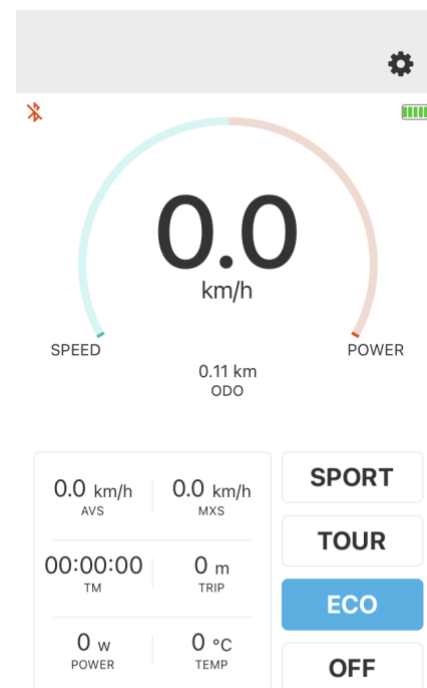 0.0
km/h
SPEED
POWER
0.11 km
ODO
0.0 km/h
AVS
0.0 km/h
MXS
00:00:00
TM
0 m
TRIP
0 w
POWER
0 °C
TEMP
SPORT
TOUR
ECO
OFF